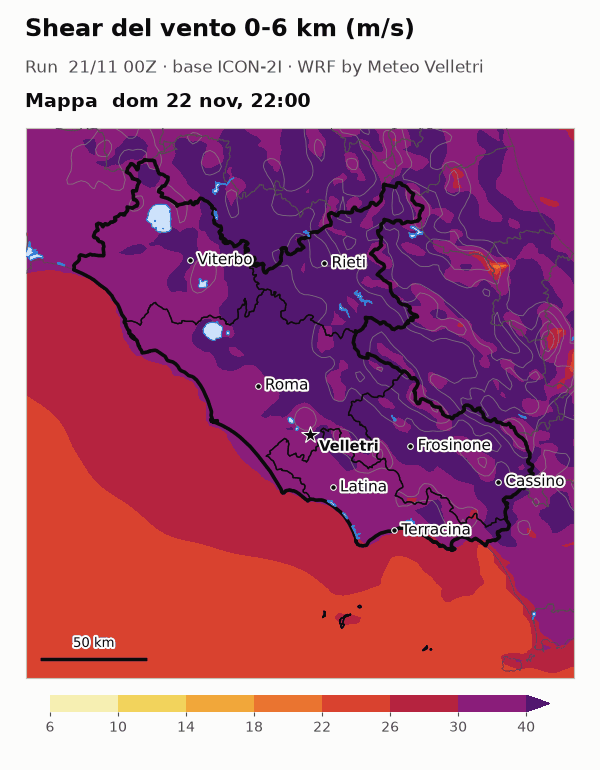 Shear del vento 0-6 km (m/s)
Run  21/11 00Z · base ICON-2I · WRF by Meteo Velletri
Mappa  dom 22 nov, 22:00
Viterbo
Rieti
Roma
Velletri
Frosinone
Latina
Cassino
Terracina
50 km
6 10 14 18 22 26 30 40